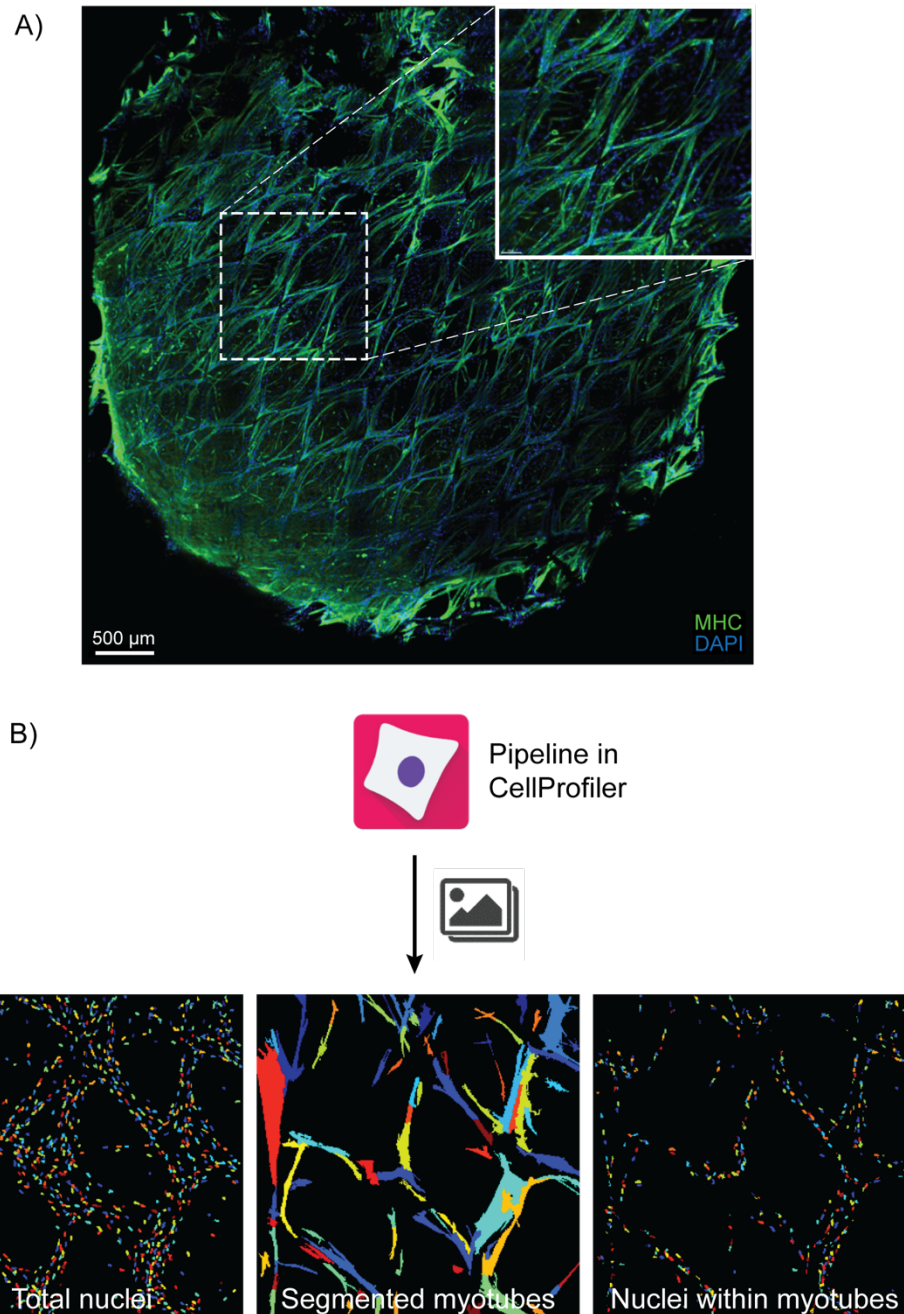 A)
500 µm
MHC
DAPI
B)
Pipeline in
CellProfiler
Total nuclei
Segmented myotubes
Nuclei within myotubes